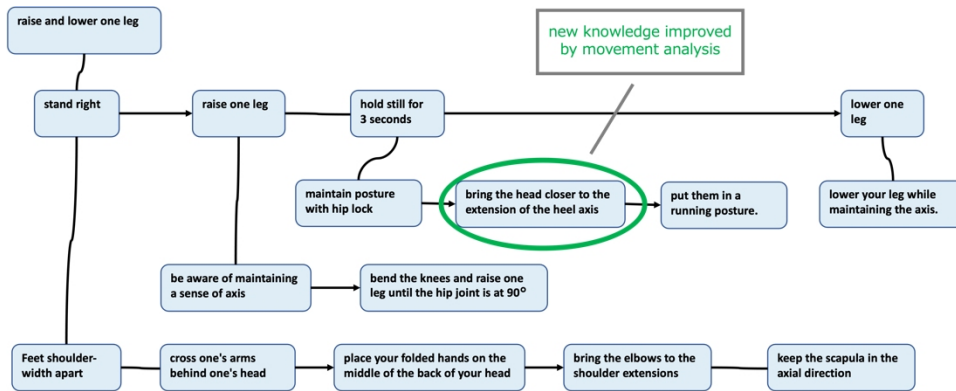 raise and lower one leg
new knowledge improved
by movement analysis
stand right
raise one leg
hold still for
3 seconds
lower one
leg
maintain posture
with hip lock
bring the head closer to the
extension of the heel axis
put them in a
running posture.
lower your leg while
maintaining the axis.
be aware of maintaining
a sense of axis
bend the knees and raise one
leg until the hip joint is at 90°
Feet shoulder-
width apart
cross one's arms
behind one's head
place your folded hands on the
middle of the back of your head
bring the elbows to the
shoulder extensions
keep the scapula in the
axial direction